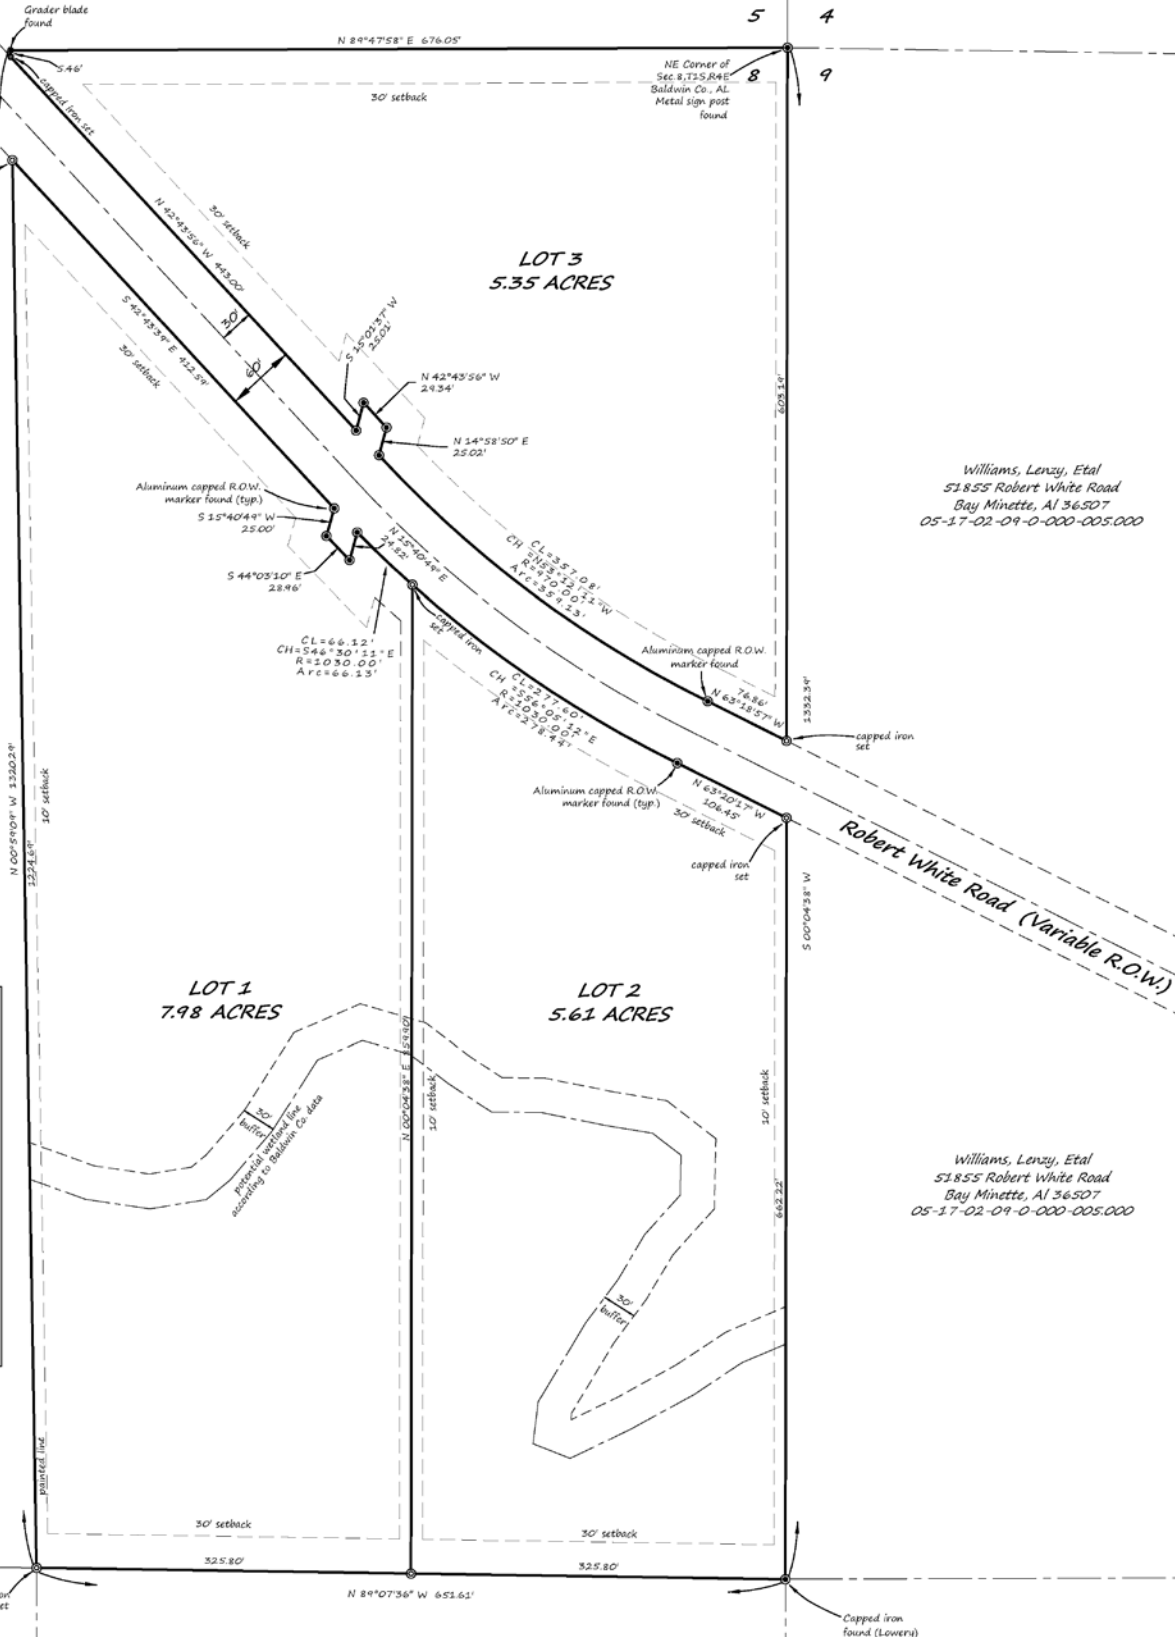 Grader blade
found
5 4
N 89°47'58" E 676.05'
NE Corner of
Sec.8,T1S,R4E
Baldwin Co., AL
Metal sign post
found
8 9
5.46'
capped iron set
30' setback
N 42°43'56" W 443.00'
30' setback
LOT 3
5.35 ACRES
30'
60'
S 42°43'39" E 412.59'
30' setback
S 15°01'37" W
25.01'
N 42°43'56" W
29.34'
N 14°58'50" E
25.02'
603.19'
Williams, Lenzy, Etal
51855 Robert White Road
Bay Minette, Al 36507
05-17-02-09-0-000-005.000
Aluminum capped R.O.W.
marker found (typ.)
S 15°40'49" W
25.00'
N 15°40'49" E
24.82'
S 44°03'10" E
28.96'
CL=357.08'
CH =N53°12'11"W
R=970.00'
Arc=359.13'
capped iron
set
CL=66.12'
CH=S46°30'11"E
R=1030.00'
Arc=66.13'
Aluminum capped R.O.W.
marker found
76.86'
N 63°18'57" W
1332.39'
CL=277.60'
CH =S56°05'12"E
R=1030.00'
Arc=278.44'
capped iron
set
Aluminum capped R.O.W.
marker found (typ.)
N 63°20'17" W
106.45'
30' setback
capped iron
set
Robert White Road (Variable R.O.W.)
N 00°59'09" W 1320.29'
1224.69'
10' setback
S 00°04'38" W
LOT 1
7.98 ACRES
LOT 2
5.61 ACRES
N 00°04'38" E
10' setback
10' setback
30'
buffer
potential wetland line
according to Baldwin Co. data
Williams, Lenzy, Etal
51855 Robert White Road
Bay Minette, Al 36507
05-17-02-09-0-000-005.000
662.22'
30'
buffer
painted line
30' setback
30' setback
325.80'
325.80'
N 89°07'36" W 651.61'
Capped iron
found (Lowery)